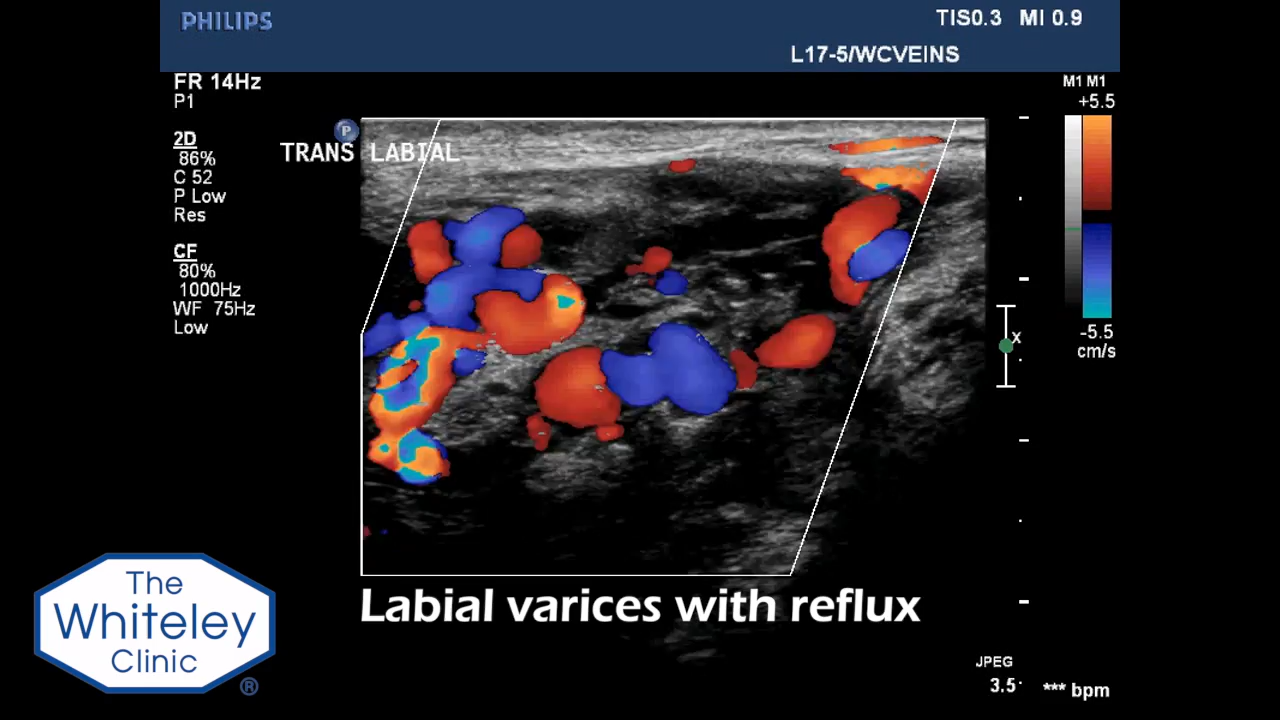 PHILIPS
TIS0.3 MI 0.9
L17-5/WCVEINS
FR 14Hz
P1
2D
86%
C 52
P Low
Res
CF
80%
1000Hz
WF 75Hz
Low
M1 M1
+5.5
-5.5
cm/s
P
TRANS LABIAL
x
Labial varices with reflux
The
Whiteley
Clinic
®
JPEG
3.5
*** bpm